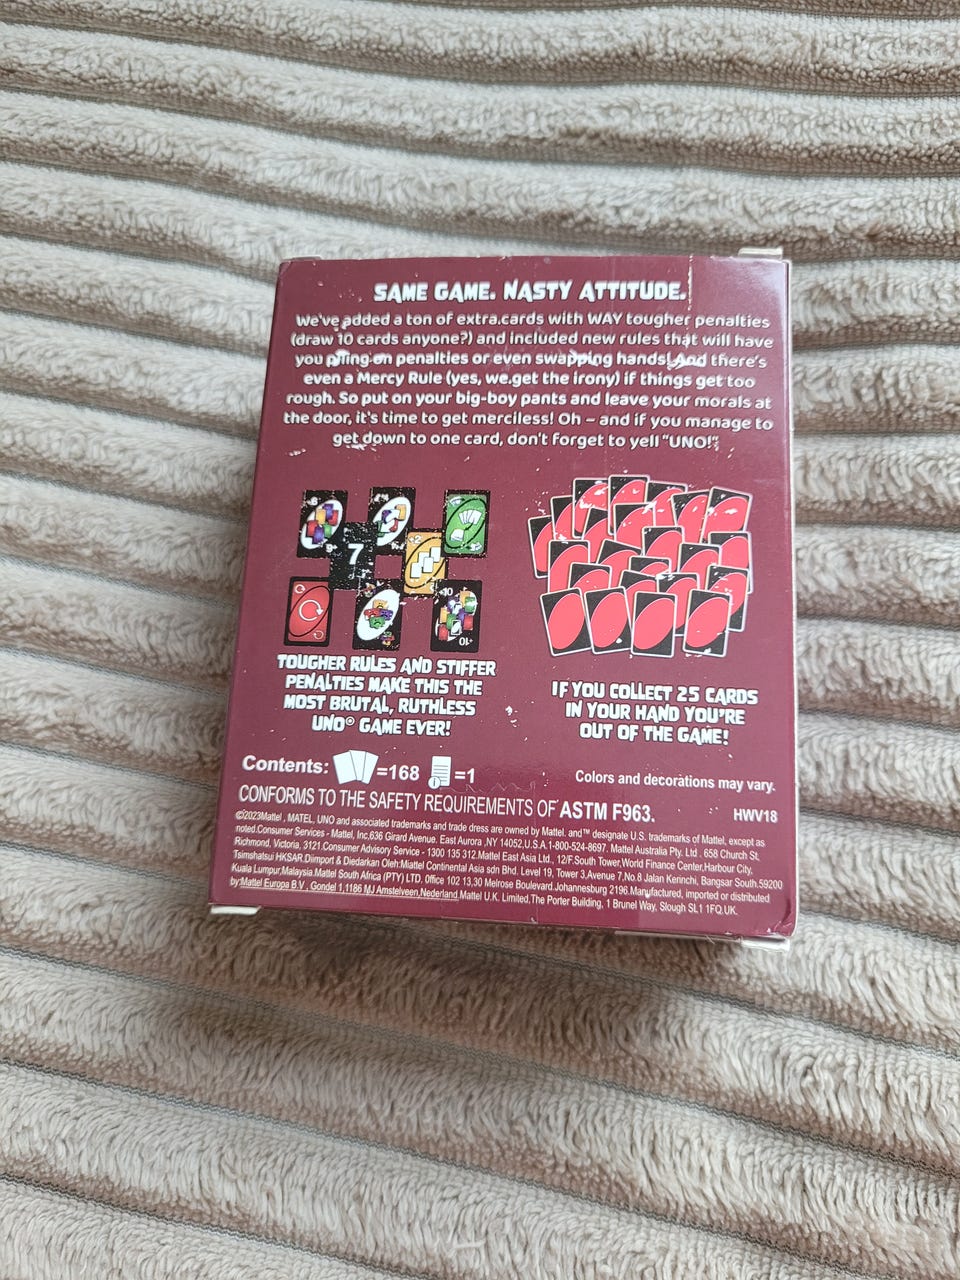 SAME GAME. NASTY ATTITUDE.
We've added a ton of extra.cards with WAY tougher penalties
(draw 10 cards anyone?) and included new rules that will have
you piling-on penalties or even swapping hands! And there's
even a Mercy Rule (yes, we.get the irony) if things get too
rough. So put on your big-boy pants and leave your morals at
the door, it's time to get merciless! Oh – and if you manage to
get down to one card, don't forget to yell "UNO!"
7
+2
+10
+10
TOUGHER RULES AND STIFFER
PENALTIES MAKE THIS THE
MOST BRUTAL, RUTHLESS
UNO® GAME EVER!
IF YOU COLLECT 25 CARDS
IN YOUR HAND YOU'RE
OUT OF THE GAME!
Contents: =168 =1
Colors and decorations may vary.
CONFORMS TO THE SAFETY REQUIREMENTS OF ASTM F963.
HWV18
©2023Mattel , MATEL, UNO and associated trademarks and trade dress are owned by Mattel. and™ designate U.S. trademarks of Mattel, except as
noted.Consumer Services - Mattel, Inc,636 Girard Avenue. East Aurora ,NY 14052,U.S.A.1-800-524-8697. Mattel Australia Pty. Ltd . 658 Church St,
Richmond, Victoria, 3121.Consumer Advisory Service - 1300 135 312.Mattel East Asia Ltd., 12/F.South Tower,World Finance Center,Harbour City,
Tsimshatsui HKSAR.Diimport & Diedarkan Oleh:Miattel Continental Asia sdn Bhd. Level 19, Tower 3,Avenue 7,No.8 Jalan Kerinchi, Bangsar South.59200
Kuala Lumpur,Malaysia.Mattel South Africa (PTY) LTD. Office 102 13,30 Melrose Boulevard.Johannesburg 2196.Manufactured, imported or distributed
by:Mattel Europa B.V , Gondel 1,1186 MJ Amstelveen,Nederland,Mattel U.K. Limited,The Porter Building, 1 Brunel Way, Slough SL1 1FQ.UK.